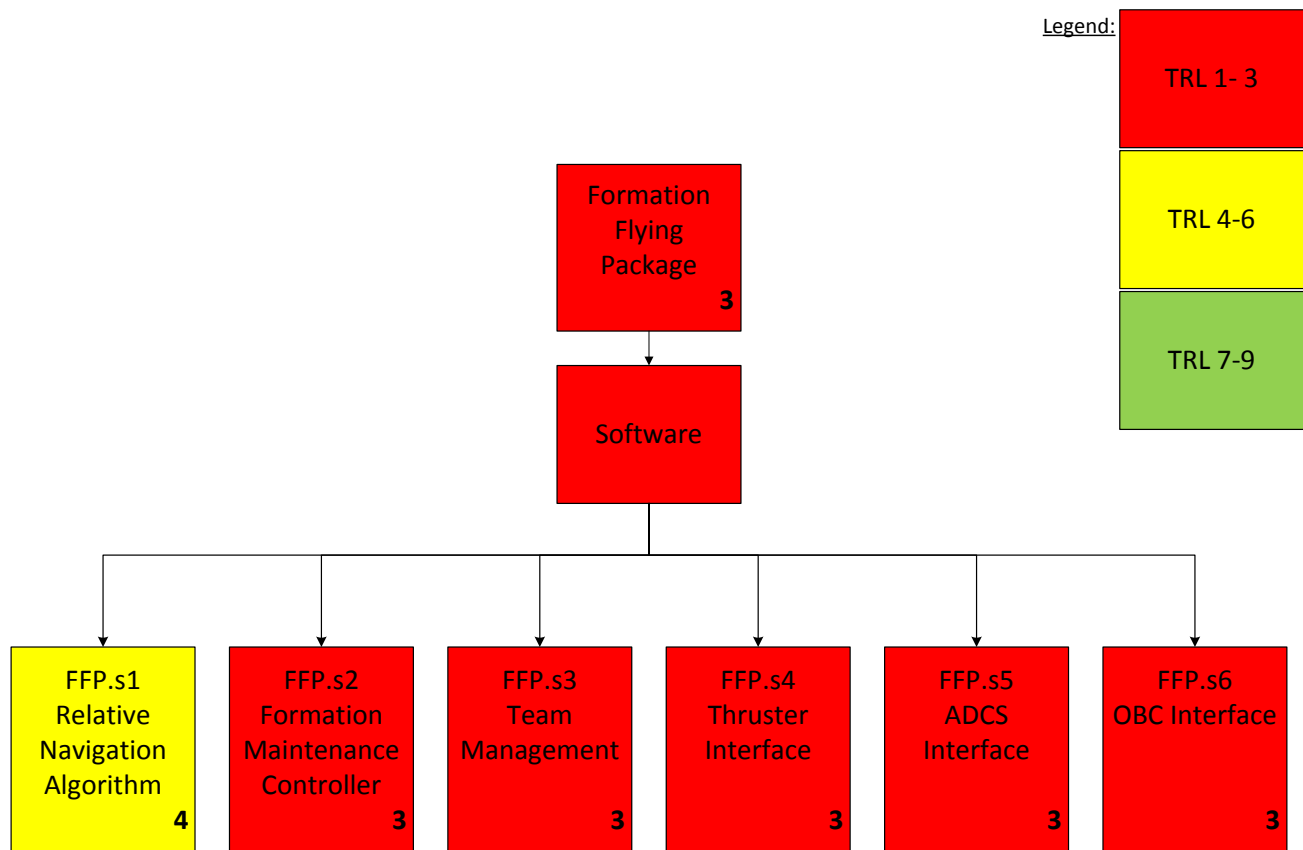 Legend:
TRL 1- 3
TRL 4-6
TRL 7-9
Formation
Flying
Package
3
Software
FFP.s1
Relative
Navigation
Algorithm
4
FFP.s2
Formation
Maintenance
Controller
3
FFP.s3
Team
Management
3
FFP.s4
Thruster
Interface
3
FFP.s5
ADCS
Interface
3
FFP.s6
OBC Interface
3